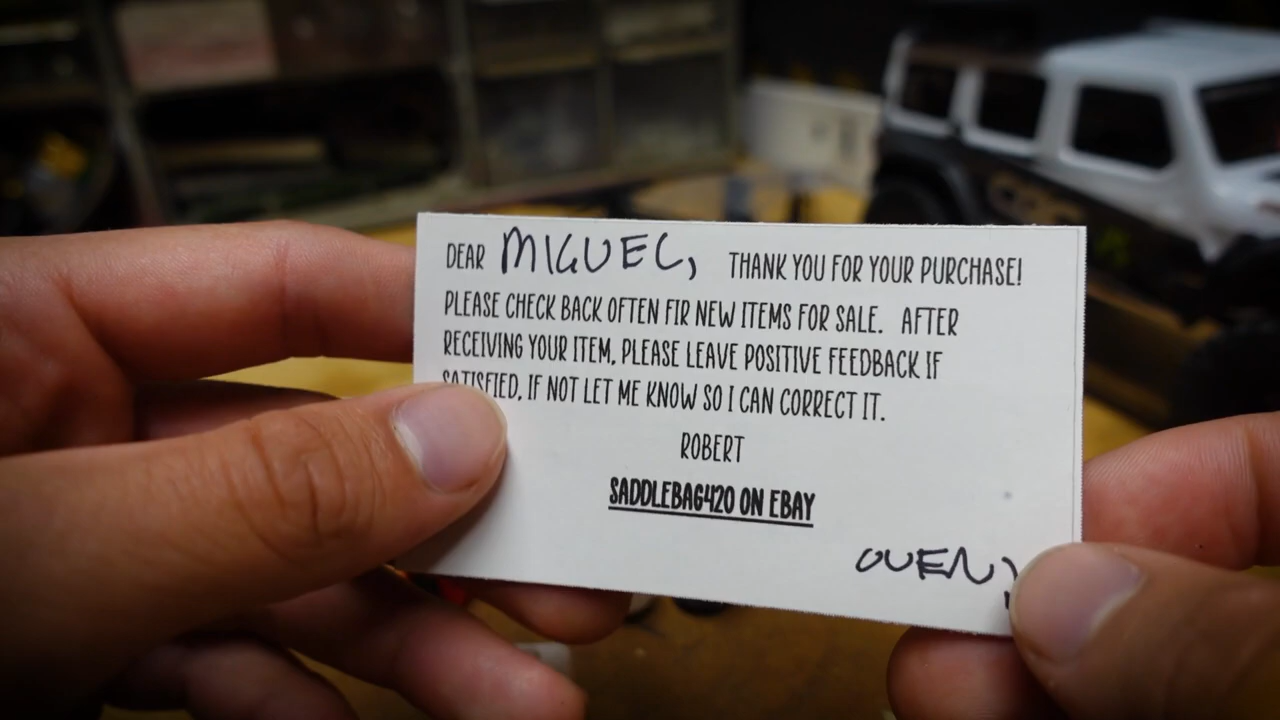 DEAR MIGUEL, THANK YOU FOR YOUR PURCHASE!
PLEASE CHECK BACK OFTEN FIR NEW ITEMS FOR SALE. AFTER
RECEIVING YOUR ITEM, PLEASE LEAVE POSITIVE FEEDBACK IF
SATISFIED, IF NOT LET ME KNOW SO I CAN CORRECT IT.
ROBERT
SADDLEBAG420 ON EBAY